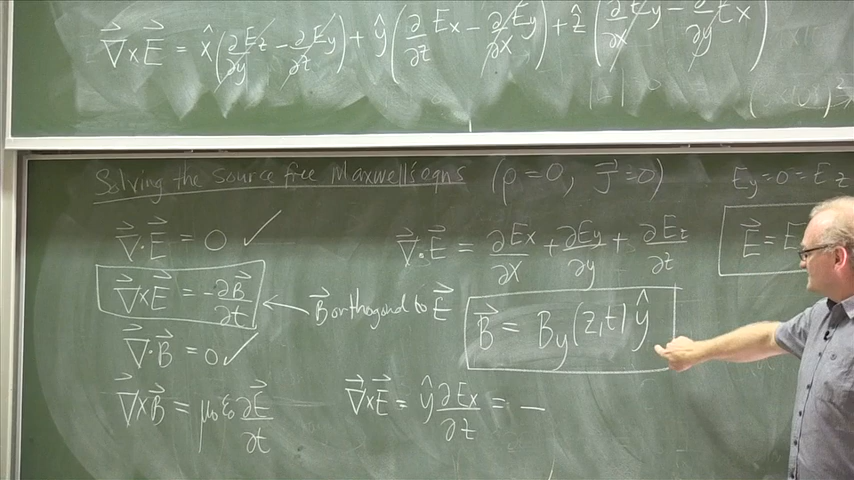 ∇⃗×E⃗ = x̂(∂Ez/∂y − ∂Ey/∂z) + ŷ(∂/∂z Ex − ∂Ez/∂x) + ẑ(∂/∂x Ey − ∂/∂y Ex)
Solving the source free Maxwell's eqns (ρ=0, J⃗=0)
Ey=0=Ez
∇⃗·E⃗ = 0 ✓
∇⃗·E⃗ = ∂Ex/∂x + ∂Ey/∂y + ∂Ez/∂z
E⃗ = E
∇⃗×E⃗ = −∂B⃗/∂t ← B⃗ orthogonal to E⃗
B⃗ = By(z,t) ŷ
∇⃗·B⃗ = 0 ✓
∇⃗×B⃗ = μ₀ε₀ ∂E⃗/∂t
∇⃗×E⃗ = ŷ ∂Ex/∂z = —